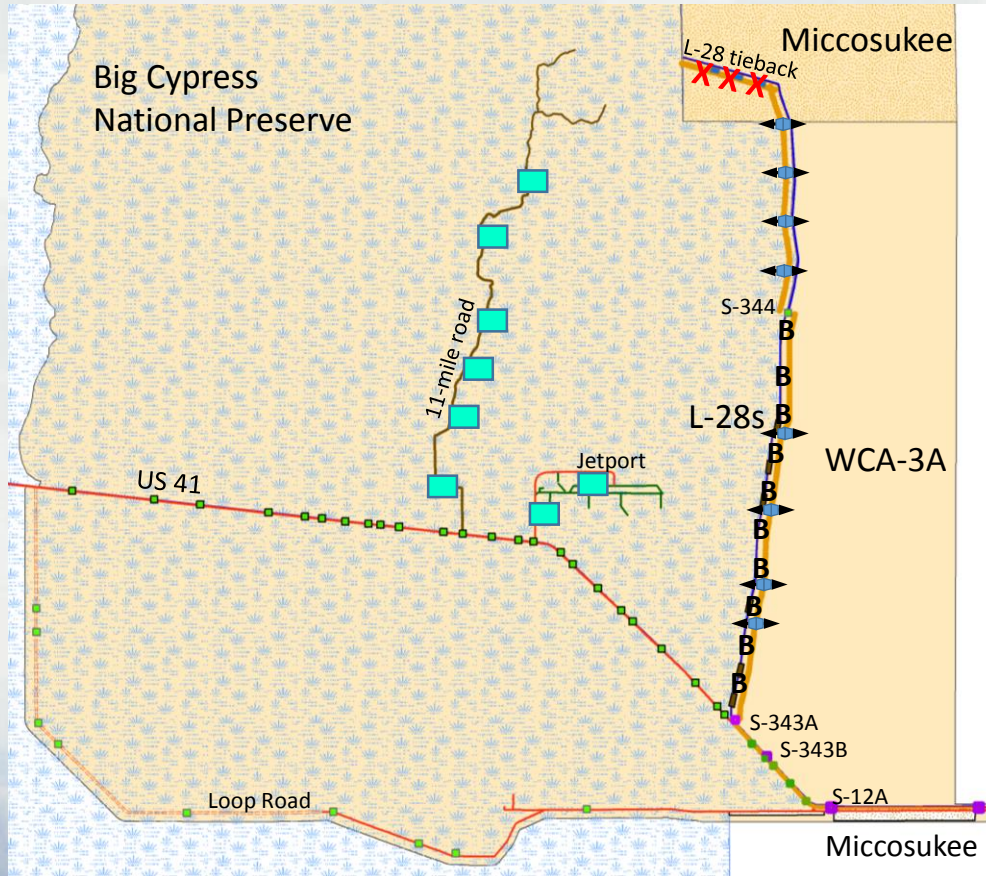 Miccosukee
L-28 tieback
X X X
Big Cypress
National Preserve
S-344
B
B
11-mile road
L-28s
B
B
WCA-3A
Jetport
US 41
B
B
B
B
B
B
S-343A
S-343B
Loop Road
S-12A
Miccosukee